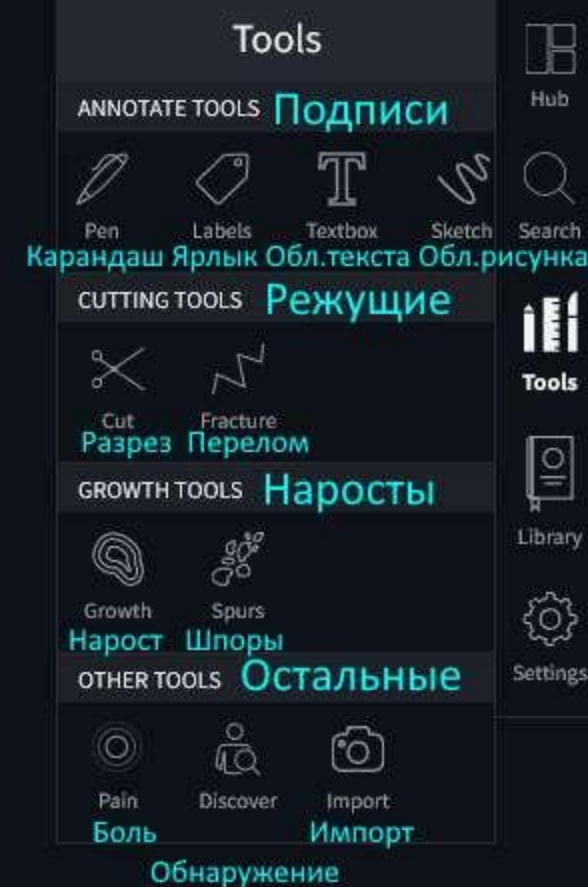 Tools
Hub
ANNOTATE TOOLS Подписи
Pen Labels Textbox Sketch Search
Карандаш Ярлык Обл.текста Обл.рисунка
CUTTING TOOLS Режущие
Tools
Cut Fracture
Разрез Перелом
GROWTH TOOLS Наросты
Library
Growth Spurs
Нарост Шпоры
OTHER TOOLS Остальные
Settings
Pain Discover Import
Боль Импорт
Обнаружение